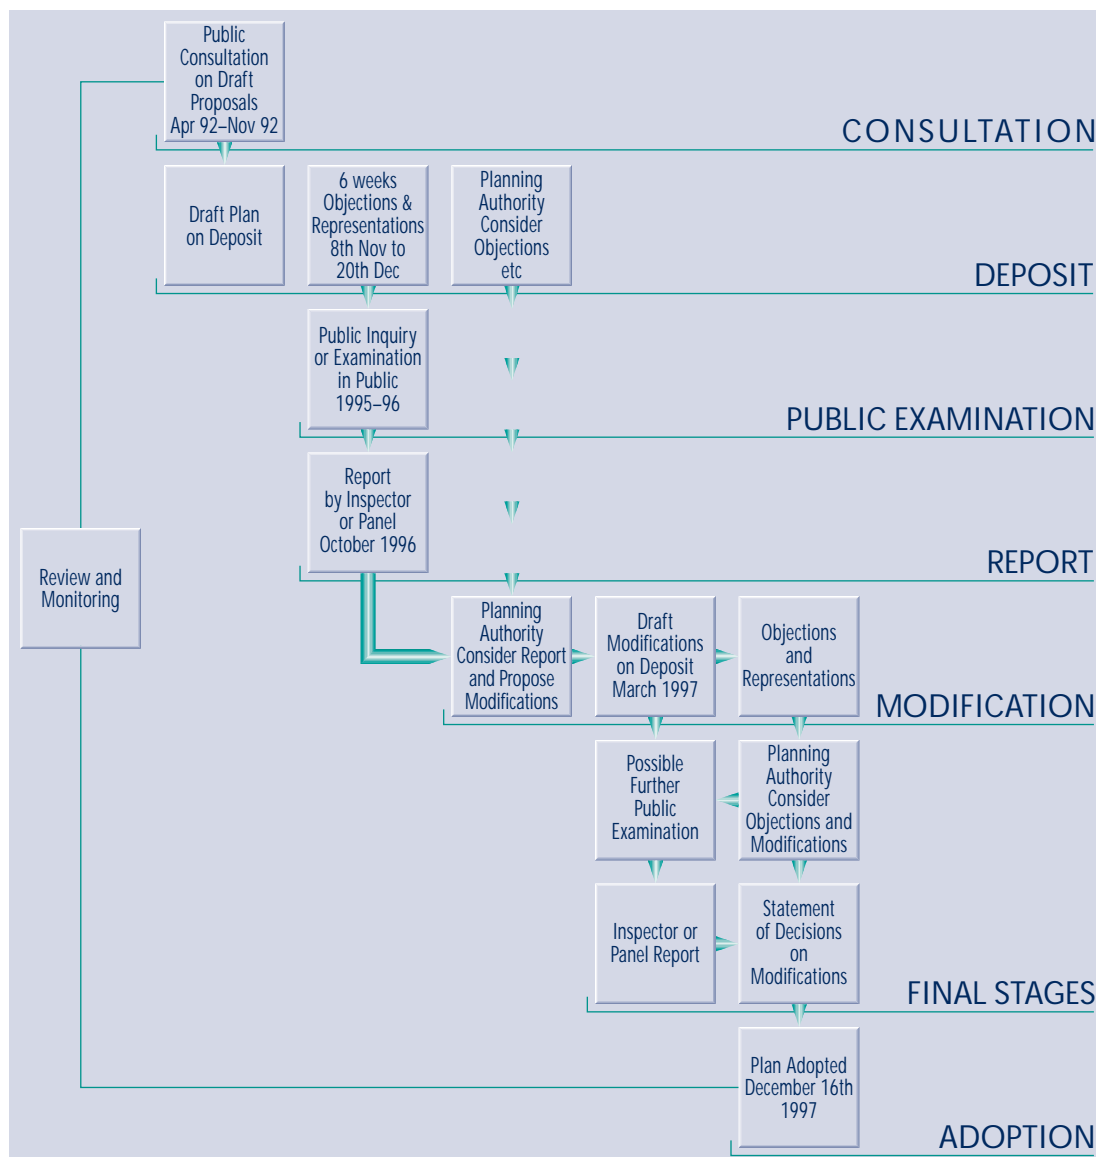 Public
Consultation
on Draft
Proposals
Apr 92–Nov 92
CONSULTATION
Draft Plan
on Deposit
6 weeks
Objections &
Representations
8th Nov to
20th Dec
Planning
Authority
Consider
Objections
etc
DEPOSIT
Public Inquiry
or Examination
in Public
1995–96
PUBLIC EXAMINATION
Report
by Inspector
or Panel
October 1996
REPORT
Review and
Monitoring
Planning
Authority
Consider Report
and Propose
Modifications
Draft
Modifications
on Deposit
March 1997
Objections
and
Representations
MODIFICATION
Possible
Further
Public
Examination
Planning
Authority
Consider
Objections and
Modifications
Inspector or
Panel Report
Statement
of Decisions
on
Modifications
FINAL STAGES
Plan Adopted
December 16th
1997
ADOPTION